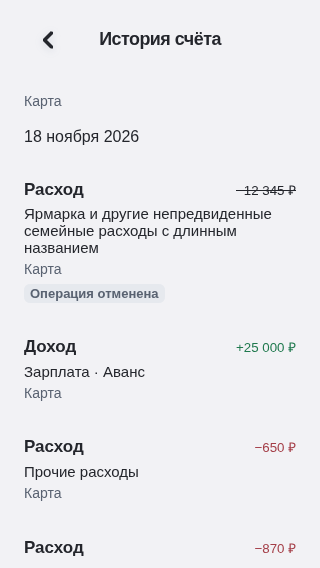 История счёта
Карта
18 ноября 2026
Расход
−12 345 ₽
Ярмарка и другие непредвиденные
семейные расходы с длинным
названием
Карта
Операция отменена
Доход
+25 000 ₽
Зарплата · Аванс
Карта
Расход
−650 ₽
Прочие расходы
Карта
Расход
−870 ₽